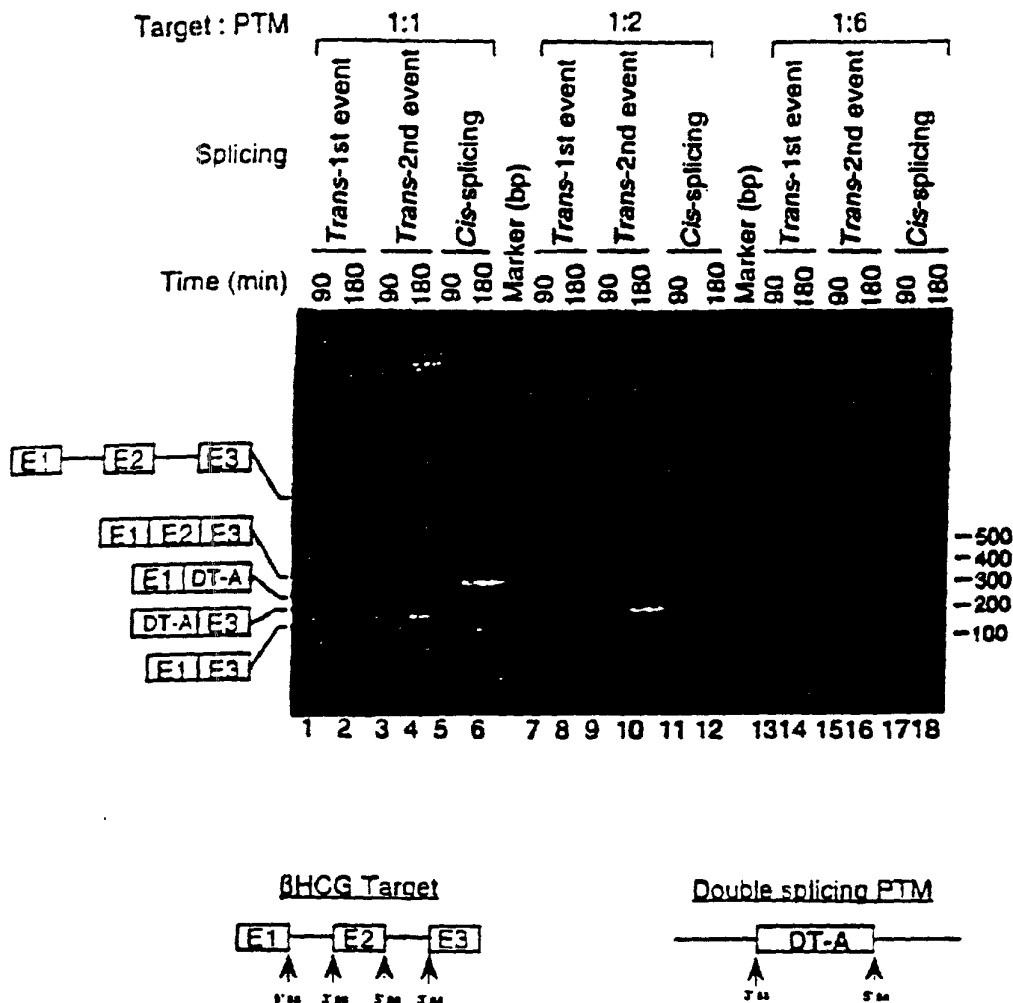 Target : PTM 1:1 1:2 1:6
Splicing Trans-1st event Trans-2nd event Cis-splicing Marker (bp) Trans-1st event Trans-2nd event Cis-splicing Marker (bp) Trans-1st event Trans-2nd event Cis-splicing
Time (min) 90 180 90 180 90 180 90 180 90 180 90 180 90 180 90 180 90 180
E1 E2 E3
E1 E2 E3
E1 DT-A
DT-A E3
E1 E3
500
400
300
200
100
1 2 3 4 5 6 7 8 9 10 11 12 13 14 15 16 17 18
βHCG Target
E1 E2 E3
Double splicing PTM
DT-A